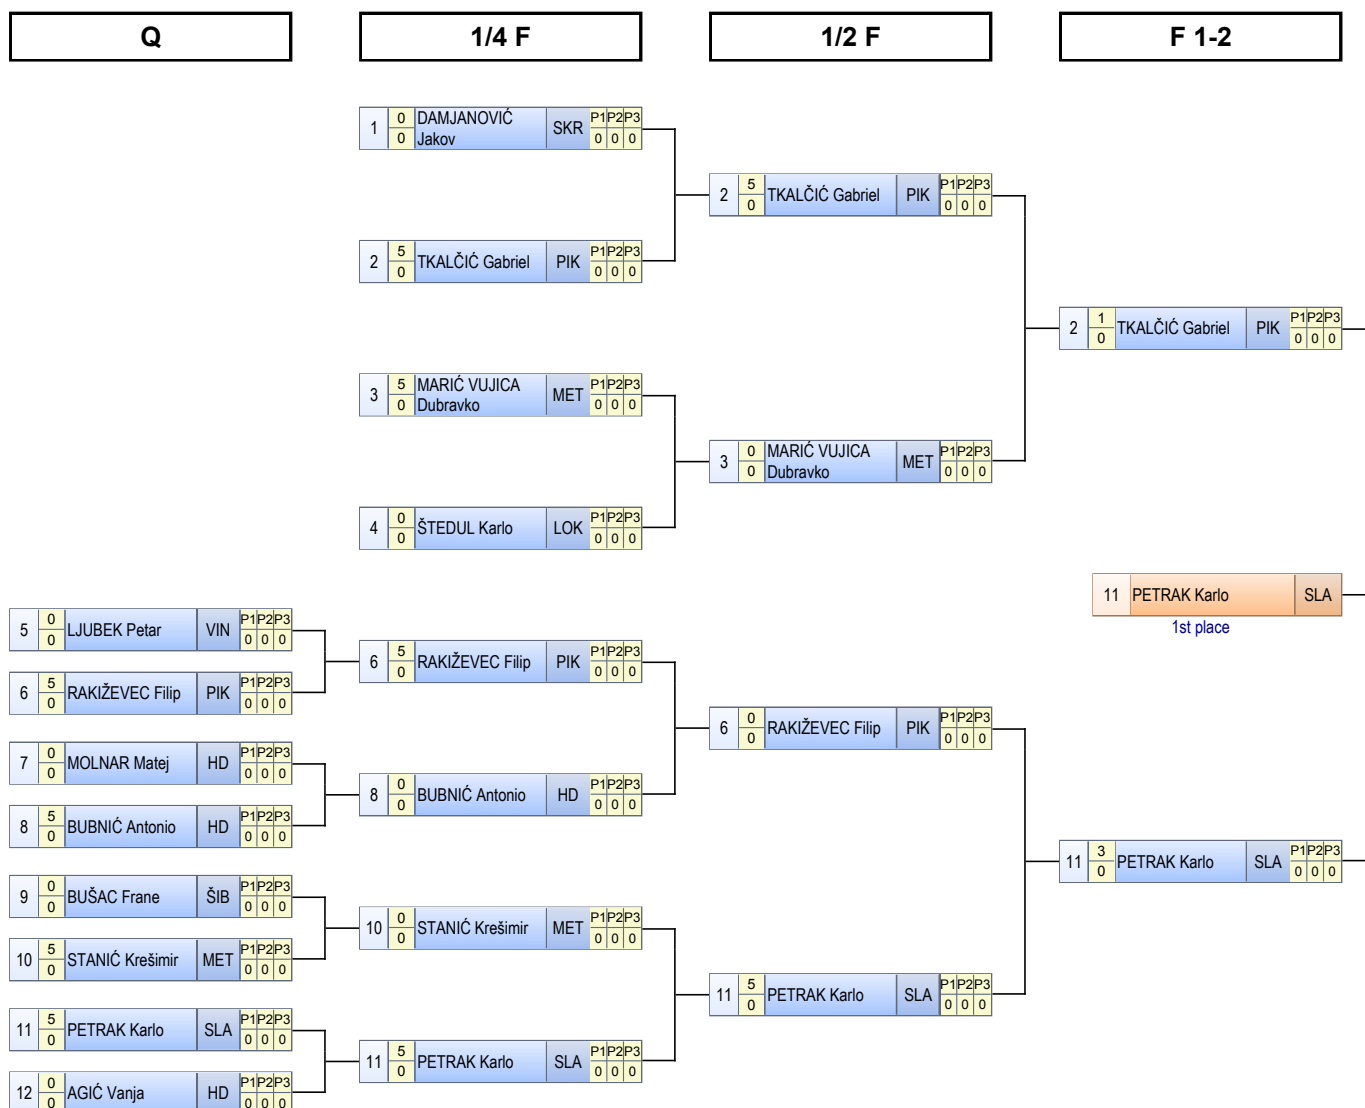 Q
1/4 F
1/2 F
F 1-2
1 0 DAMJANOVIĆ SKR P1 P2 P3
0 Jakov 0 0 0
2 5 TKALČIĆ Gabriel PIK P1 P2 P3
0 0 0 0
2 5 TKALČIĆ Gabriel PIK P1 P2 P3
0 0 0 0
2 1 TKALČIĆ Gabriel PIK P1 P2 P3
0 0 0 0
3 5 MARIĆ VUJICA MET P1 P2 P3
0 Dubravko 0 0 0
3 0 MARIĆ VUJICA MET P1 P2 P3
0 Dubravko 0 0 0
4 0 ŠTEDUL Karlo LOK P1 P2 P3
0 0 0 0
11 PETRAK Karlo SLA
1st place
5 0 LJUBEK Petar VIN P1 P2 P3
0 0 0 0
6 5 RAKIŽEVEC Filip PIK P1 P2 P3
0 0 0 0
6 5 RAKIŽEVEC Filip PIK P1 P2 P3
0 0 0 0
6 0 RAKIŽEVEC Filip PIK P1 P2 P3
0 0 0 0
7 0 MOLNAR Matej HD P1 P2 P3
0 0 0 0
8 0 BUBNIĆ Antonio HD P1 P2 P3
0 0 0 0
8 5 BUBNIĆ Antonio HD P1 P2 P3
0 0 0 0
11 3 PETRAK Karlo SLA P1 P2 P3
0 0 0 0
9 0 BUŠAC Frane ŠIB P1 P2 P3
0 0 0 0
10 0 STANIĆ Krešimir MET P1 P2 P3
0 0 0 0
10 5 STANIĆ Krešimir MET P1 P2 P3
0 0 0 0
11 5 PETRAK Karlo SLA P1 P2 P3
0 0 0 0
11 5 PETRAK Karlo SLA P1 P2 P3
0 0 0 0
11 5 PETRAK Karlo SLA P1 P2 P3
0 0 0 0
12 0 AGIĆ Vanja HD P1 P2 P3
0 0 0 0